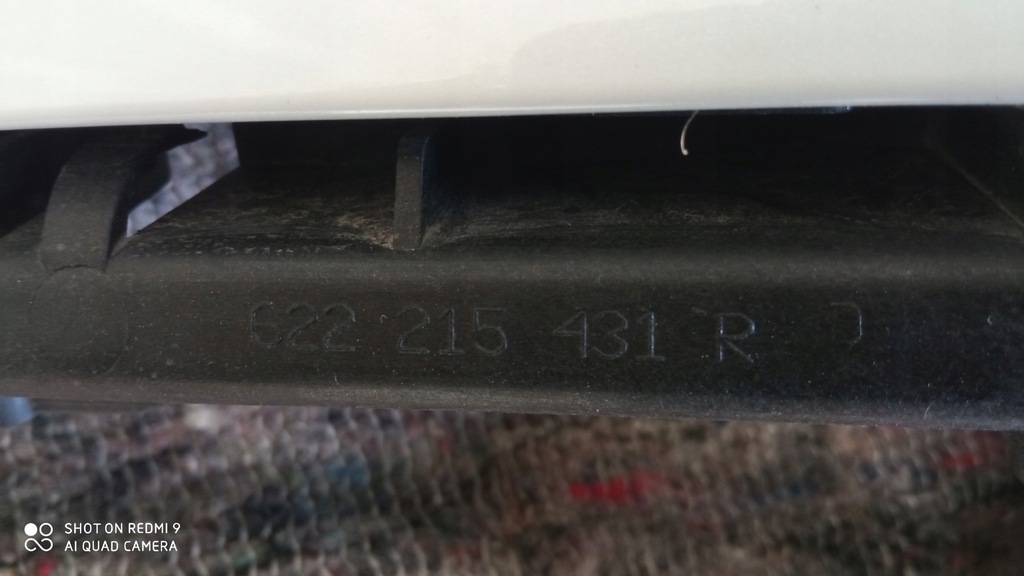 622 215 431 R D
SHOT ON REDMI 9
AI QUAD CAMERA